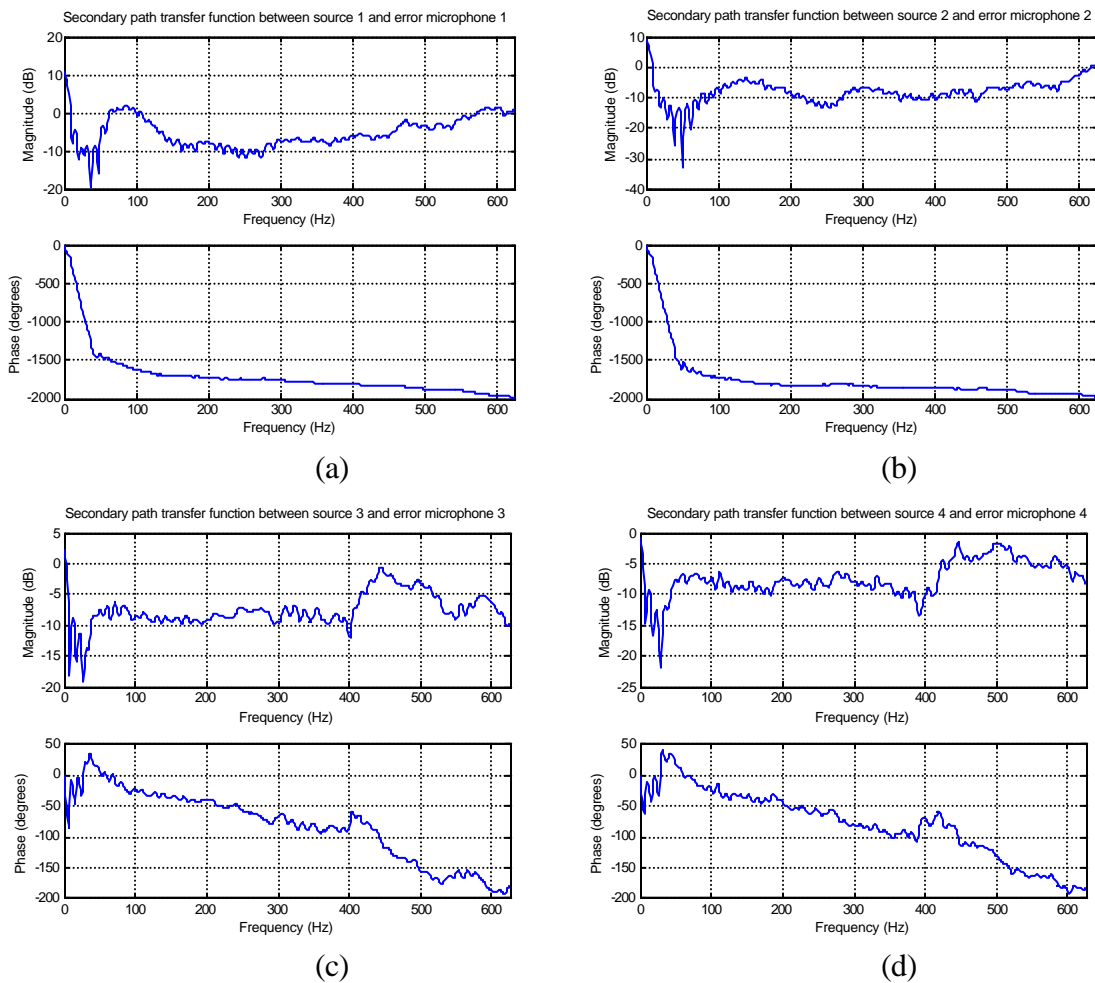 Secondary path transfer function between source 1 and error microphone 1
20
10
0
-10
-20
Magnitude (dB)
0 100 200 300 400 500 600
Frequency (Hz)
0
-500
-1000
-1500
-2000
Phase (degrees)
0 100 200 300 400 500 600
Frequency (Hz)
(a)
Secondary path transfer function between source 2 and error microphone 2
10
0
-10
-20
-30
-40
Magnitude (dB)
0 100 200 300 400 500 600
Frequency (Hz)
0
-500
-1000
-1500
-2000
Phase (degrees)
0 100 200 300 400 500 600
Frequency (Hz)
(b)
Secondary path transfer function between source 3 and error microphone 3
5
0
-5
-10
-15
-20
Magnitude (dB)
0 100 200 300 400 500 600
Frequency (Hz)
50
0
-50
-100
-150
-200
Phase (degrees)
0 100 200 300 400 500 600
Frequency (Hz)
(c)
Secondary path transfer function between source 4 and error microphone 4
0
-5
-10
-15
-20
-25
Magnitude (dB)
0 100 200 300 400 500 600
Frequency (Hz)
50
0
-50
-100
-150
-200
Phase (degrees)
0 100 200 300 400 500 600
Frequency (Hz)
(d)